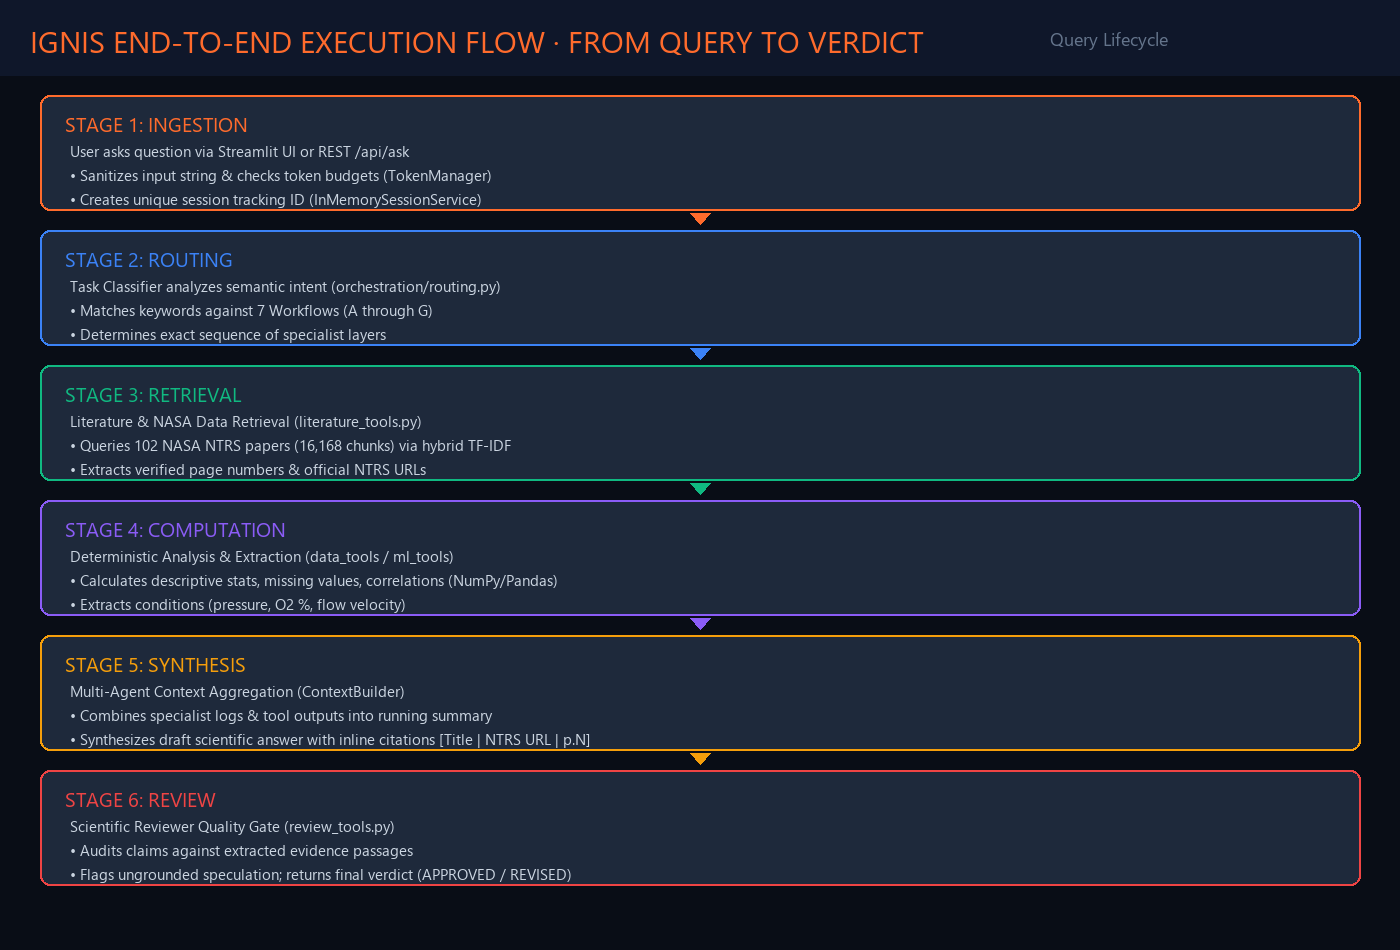 IGNIS END-TO-END EXECUTION FLOW · FROM QUERY TO VERDICT
Query Lifecycle
STAGE 1: INGESTION
User asks question via Streamlit UI or REST /api/ask
• Sanitizes input string & checks token budgets (TokenManager)
• Creates unique session tracking ID (InMemorySessionService)
STAGE 2: ROUTING
Task Classifier analyzes semantic intent (orchestration/routing.py)
• Matches keywords against 7 Workflows (A through G)
• Determines exact sequence of specialist layers
STAGE 3: RETRIEVAL
Literature & NASA Data Retrieval (literature_tools.py)
• Queries 102 NASA NTRS papers (16,168 chunks) via hybrid TF-IDF
• Extracts verified page numbers & official NTRS URLs
STAGE 4: COMPUTATION
Deterministic Analysis & Extraction (data_tools / ml_tools)
• Calculates descriptive stats, missing values, correlations (NumPy/Pandas)
• Extracts conditions (pressure, O2 %, flow velocity)
STAGE 5: SYNTHESIS
Multi-Agent Context Aggregation (ContextBuilder)
• Combines specialist logs & tool outputs into running summary
• Synthesizes draft scientific answer with inline citations [Title | NTRS URL | p.N]
STAGE 6: REVIEW
Scientific Reviewer Quality Gate (review_tools.py)
• Audits claims against extracted evidence passages
• Flags ungrounded speculation; returns final verdict (APPROVED / REVISED)